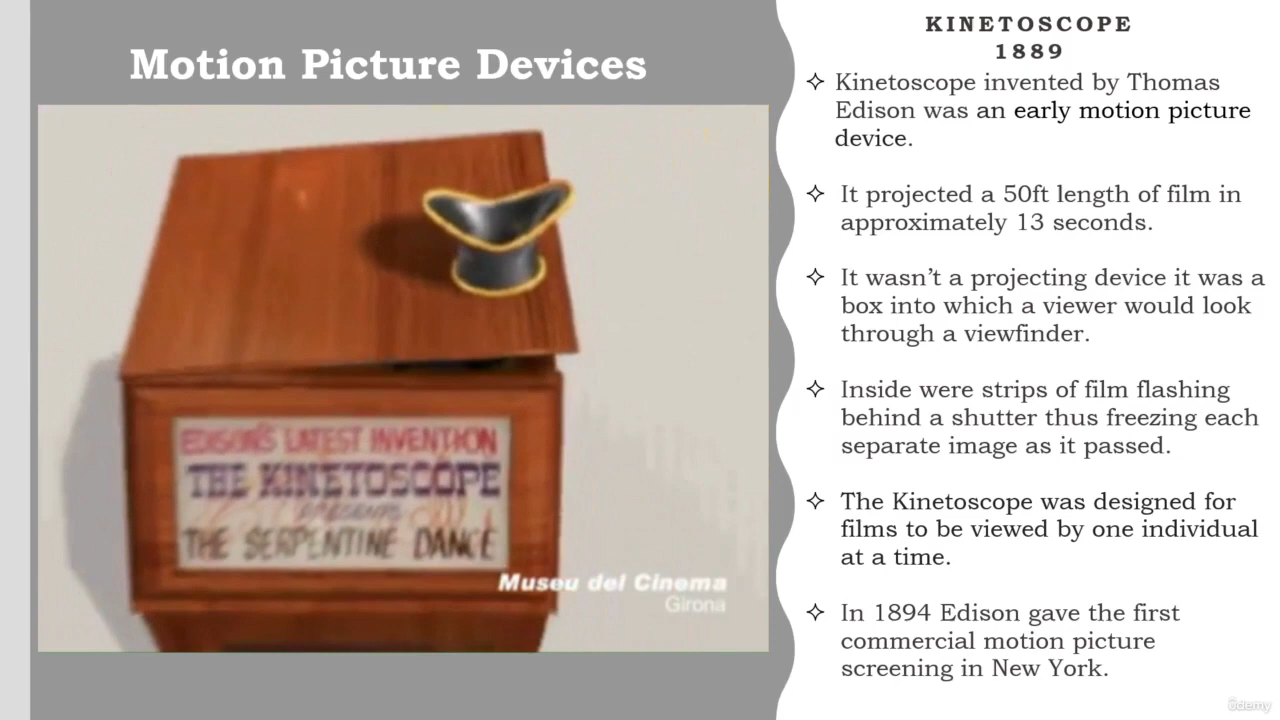 Motion Picture Devices
EDISON'S LATEST INVENTION
THE KINETOSCOPE
PRESENTS
THE SERPENTINE DANCE
Museu del Cinema
Girona
KINETOSCOPE
1889
Kinetoscope invented by Thomas
Edison was an early motion picture
device.
It projected a 50ft length of film in
approximately 13 seconds.
It wasn't a projecting device it was a
box into which a viewer would look
through a viewfinder.
Inside were strips of film flashing
behind a shutter thus freezing each
separate image as it passed.
The Kinetoscope was designed for
films to be viewed by one individual
at a time.
In 1894 Edison gave the first
commercial motion picture
screening in New York.
ûdemy